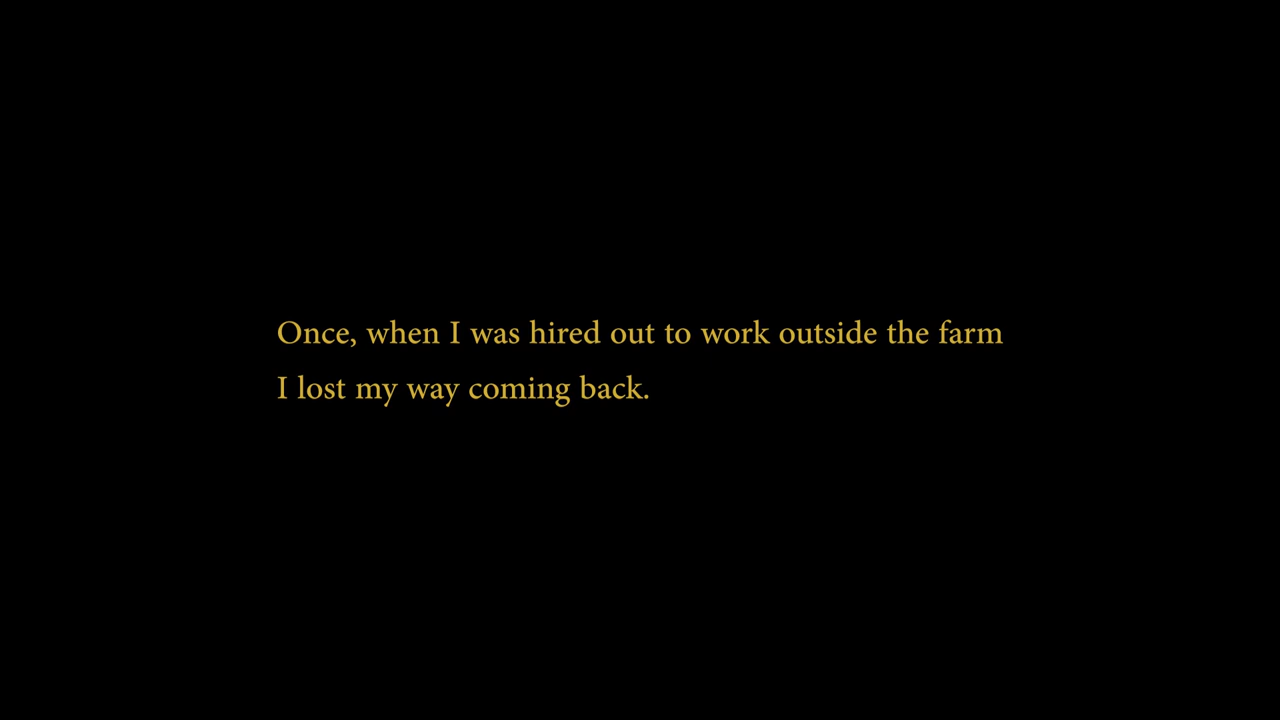 Once, when I was hired out to work outside the farm
I lost my way coming back.